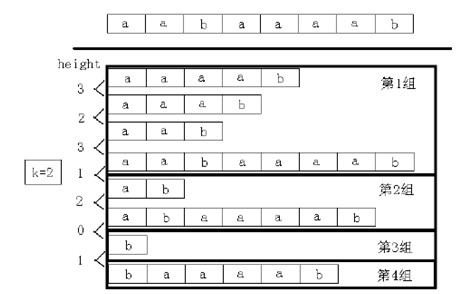 a a b a a a a b
height
a a a a b 第1组
3
a a a b
2
a a b
3
a a b a a a a b
k=2 1
a b 第2组
2
a b a a a a b
0
b 第3组
1
b a a a a b 第4组